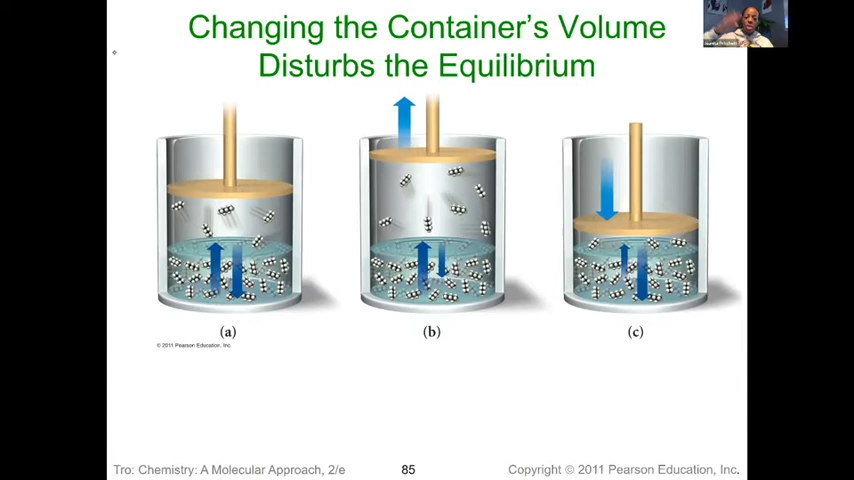 Changing the Container's Volume
Disturbs the Equilibrium
(a)
(b)
(c)
© 2011 Pearson Education, Inc
Tro: Chemistry: A Molecular Approach, 2/e
85
Copyright © 2011 Pearson Education, Inc.